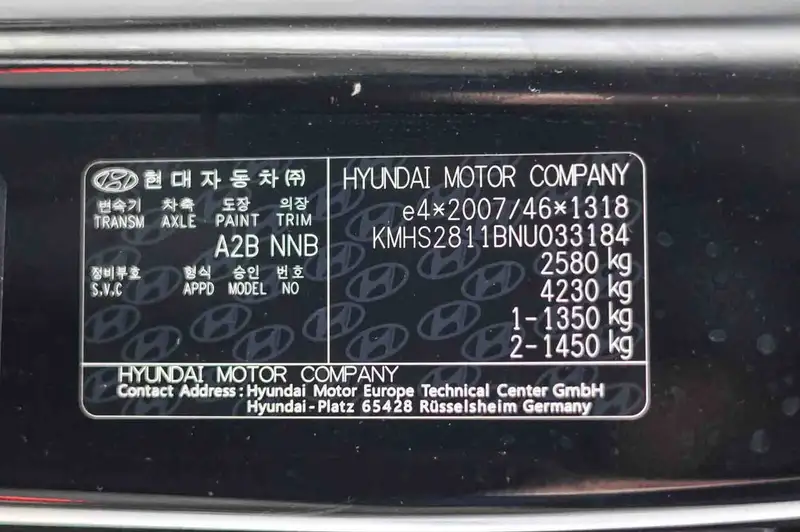 현대자동차㈜
변속기 차축 도장 의장
TRANSM AXLE PAINT TRIM
A2B NNB
정비부호 형식 승인 번호
S.V.C APPD MODEL NO
HYUNDAI MOTOR COMPANY
e4*2007/46*1318
KMHS2811BNU033184
2580 kg
4230 kg
1-1350 kg
2-1450 kg
HYUNDAI MOTOR COMPANY
Contact Address : Hyundai Motor Europe Technical Center GmbH
Hyundai-Platz 65428 Rüsselsheim Germany